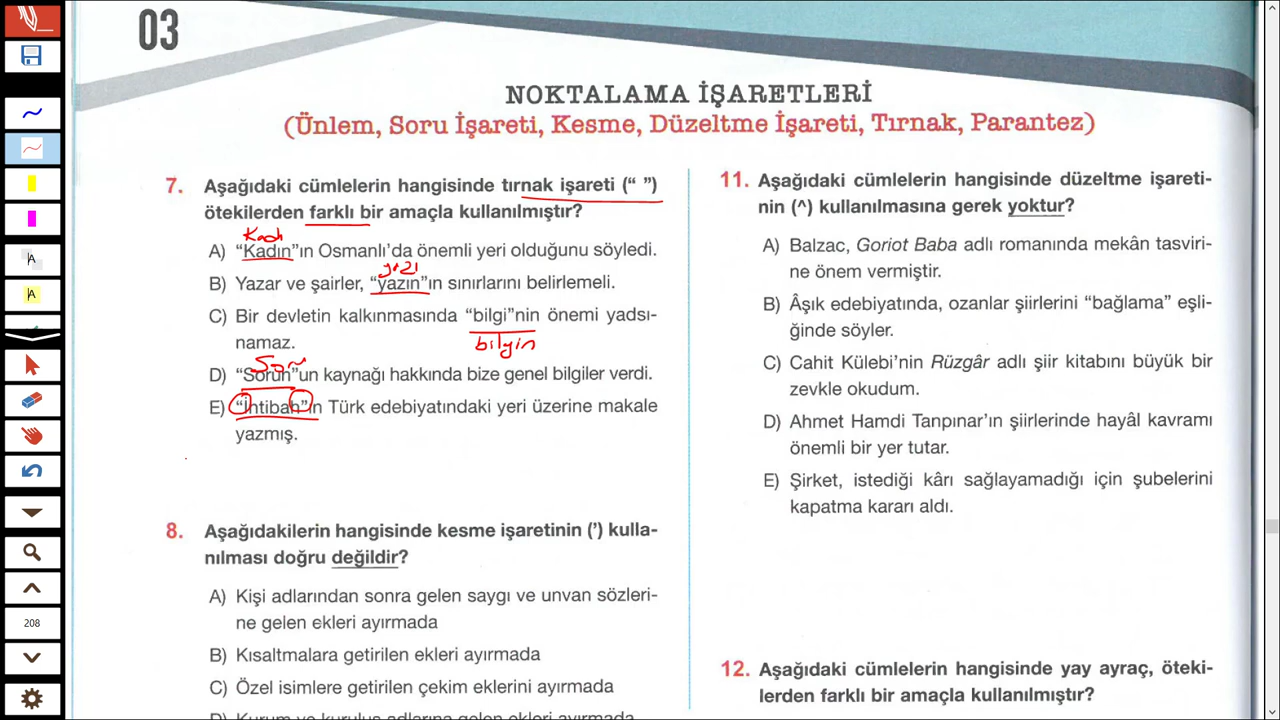 03
NOKTALAMA İŞARETLERİ
(Ünlem, Soru İşareti, Kesme, Düzeltme İşareti, Tırnak, Parantez)
7. Aşağıdaki cümlelerin hangisinde tırnak işareti (“ ”)
ötekilerden farklı bir amaçla kullanılmıştır?
Kadı
A) “Kadın”ın Osmanlı’da önemli yeri olduğunu söyledi.
yazı
B) Yazar ve şairler, “yazın”ın sınırlarını belirlemeli.
C) Bir devletin kalkınmasında “bilgi”nin önemi yadsı-
namaz.
bilgin
Soru
D) “Sorun”un kaynağı hakkında bize genel bilgiler verdi.
E) “İntibah”ın Türk edebiyatındaki yeri üzerine makale
yazmış.
8. Aşağıdakilerin hangisinde kesme işaretinin (’) kulla-
nılması doğru değildir?
A) Kişi adlarından sonra gelen saygı ve unvan sözleri-
ne gelen ekleri ayırmada
B) Kısaltmalara getirilen ekleri ayırmada
C) Özel isimlere getirilen çekim eklerini ayırmada
D) Kurum ve kuruluş adlarına gelen ekleri ayırmada
11. Aşağıdaki cümlelerin hangisinde düzeltme işareti-
nin (^) kullanılmasına gerek yoktur?
A) Balzac, Goriot Baba adlı romanında mekân tasviri-
ne önem vermiştir.
B) Âşık edebiyatında, ozanlar şiirlerini “bağlama” eşli-
ğinde söyler.
C) Cahit Külebi’nin Rüzgâr adlı şiir kitabını büyük bir
zevkle okudum.
D) Ahmet Hamdi Tanpınar’ın şiirlerinde hayâl kavramı
önemli bir yer tutar.
E) Şirket, istediği kârı sağlayamadığı için şubelerini
kapatma kararı aldı.
12. Aşağıdaki cümlelerin hangisinde yay ayraç, öteki-
lerden farklı bir amaçla kullanılmıştır?
A
A
208